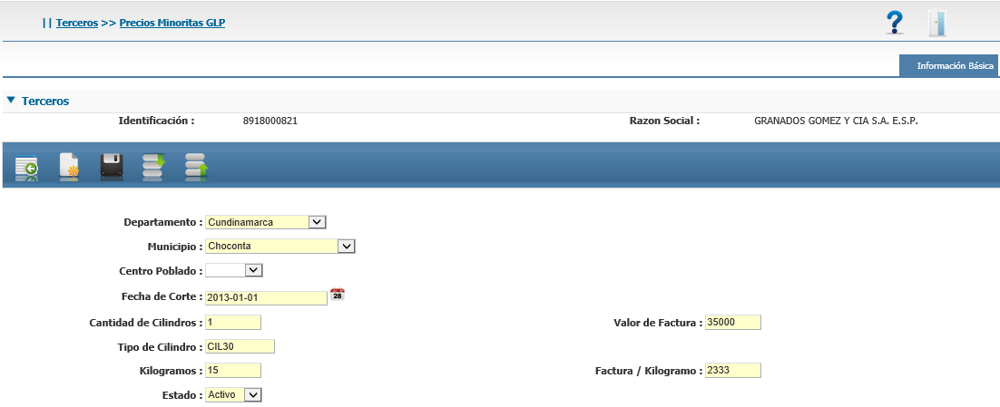 || Terceros >> Precios Minoritas GLP
?
Información Básica
Terceros
Identificación : 8918000821 Razon Social : GRANADOS GOMEZ Y CIA S.A. E.S.P.
Departamento : Cundinamarca
Municipio : Choconta
Centro Poblado :
Fecha de Corte : 2013-01-01 28
Cantidad de Cilindros : 1 Valor de Factura : 35000
Tipo de Cilindro : CIL30
Kilogramos : 15 Factura / Kilogramo : 2333
Estado : Activo